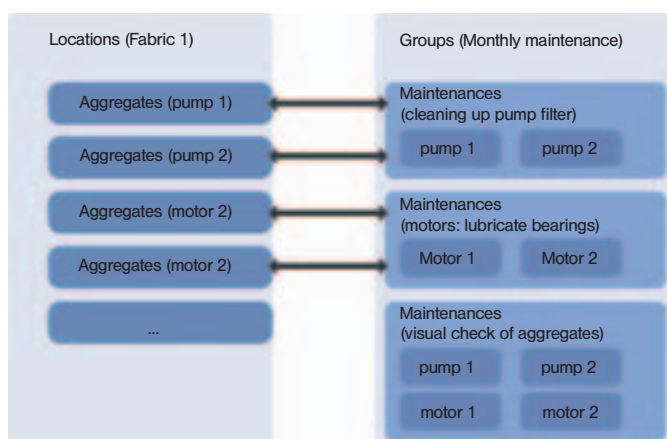 Locations (Fabric 1)
Aggregates (pump 1)
Aggregates (pump 2)
Aggregates (motor 2)
Aggregates (motor 2)
...
Groups (Monthly maintenance)
Maintenances
(cleaning up pump filter)
pump 1 pump 2
Maintenances
(motors: lubricate bearings)
Motor 1 Motor 2
Maintenances
(visual check of aggregates)
pump 1 pump 2
motor 1 motor 2